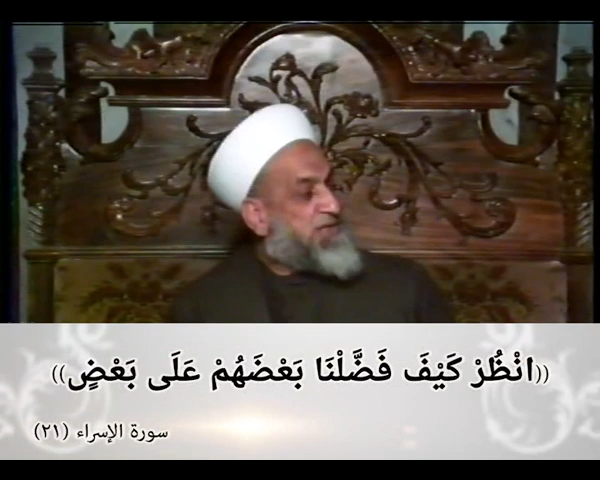 ((انْظُرْ كَيْفَ فَضَّلْنَا بَعْضَهُمْ عَلَى بَعْضٍ))
سورة الإسراء (٢١)